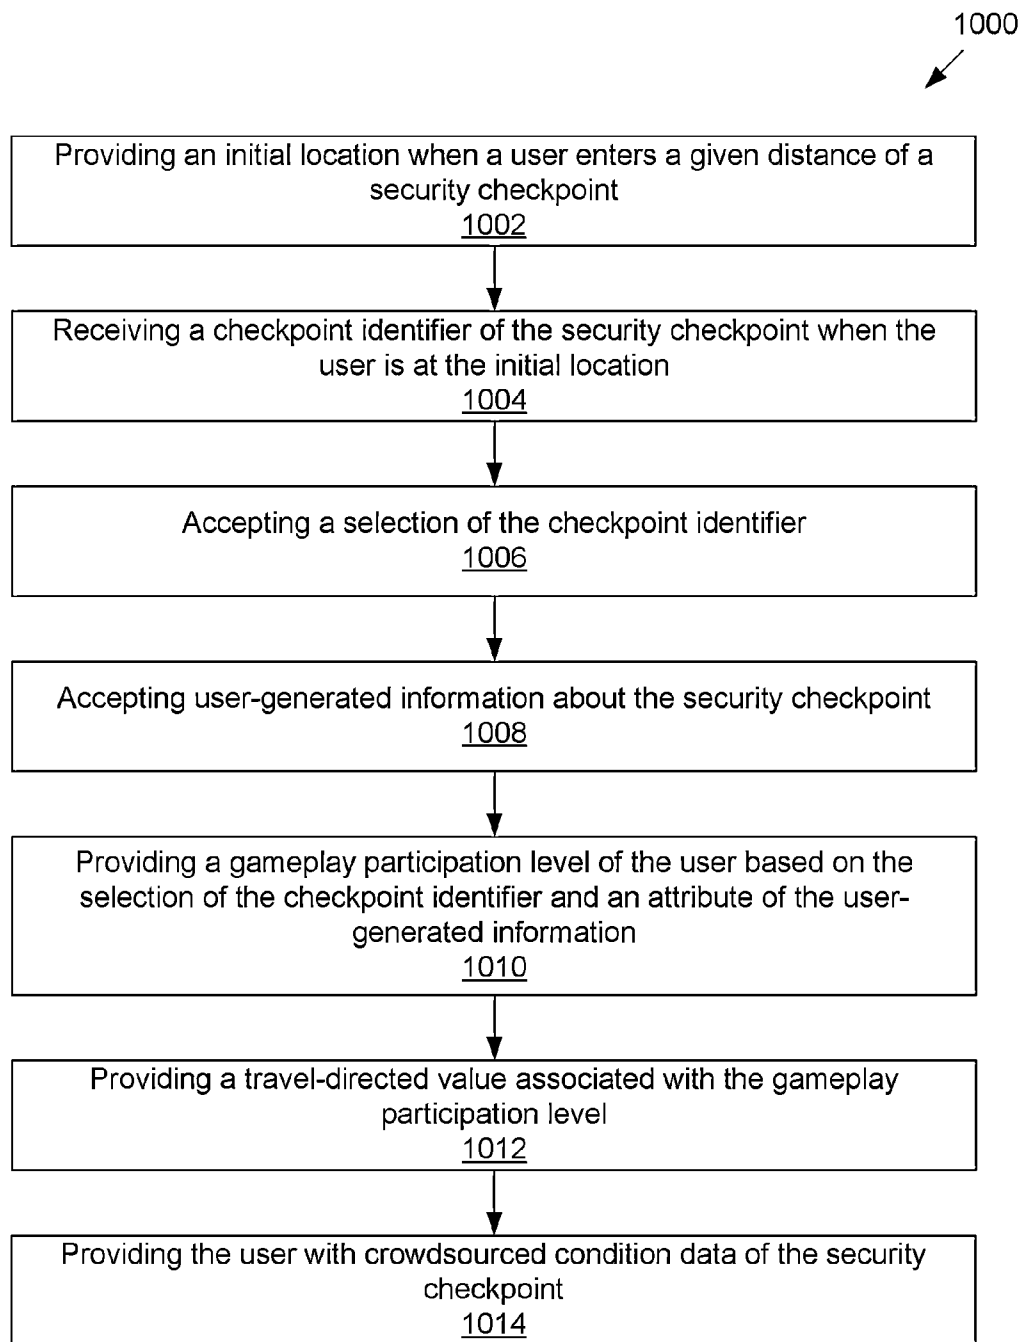 1000
Providing an initial location when a user enters a given distance of a
security checkpoint
1002
Receiving a checkpoint identifier of the security checkpoint when the
user is at the initial location
1004
Accepting a selection of the checkpoint identifier
1006
Accepting user-generated information about the security checkpoint
1008
Providing a gameplay participation level of the user based on the
selection of the checkpoint identifier and an attribute of the user-
generated information
1010
Providing a travel-directed value associated with the gameplay
participation level
1012
Providing the user with crowdsourced condition data of the security
checkpoint
1014